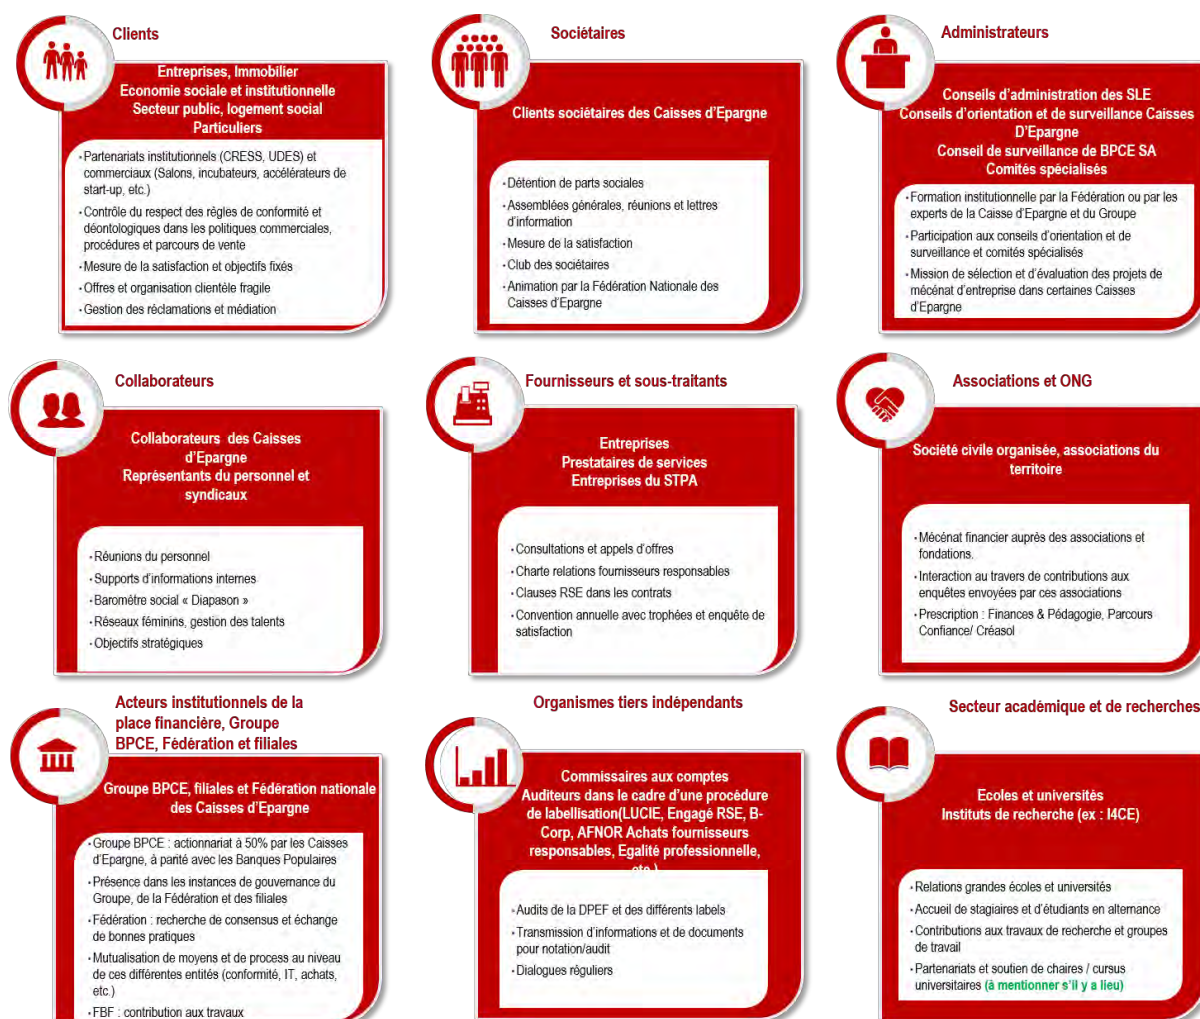 Clients
Entreprises, Immobilier
Economie sociale et institutionnelle
Secteur public, logement social
Particuliers
• Partenariats institutionnels (CRESS, UDES) et
commerciaux (Salons, incubateurs, accélérateurs de
start-up, etc.)
• Contrôle du respect des règles de conformité et
déontologiques dans les politiques commerciales,
procédures et parcours de vente
• Mesure de la satisfaction et objectifs fixés
• Offres et organisation clientèle fragile
• Gestion des réclamations et médiation
Sociétaires
Clients sociétaires des Caisses d'Epargne
• Détention de parts sociales
• Assemblées générales, réunions et lettres
d'information
• Mesure de la satisfaction
• Club des sociétaires
• Animation par la Fédération Nationale des
Caisses d'Epargne
Administrateurs
Conseils d'administration des SLE
Conseils d'orientation et de surveillance Caisses
D'Epargne
Conseil de surveillance de BPCE SA
Comités spécialisés
• Formation institutionnelle par la Fédération ou par les
experts de la Caisse d'Epargne et du Groupe
• Participation aux conseils d'orientation et de
surveillance et comités spécialisés
• Mission de sélection et d'évaluation des projets de
mécénat d'entreprise dans certaines Caisses
d'Epargne
Collaborateurs
Collaborateurs des Caisses
d'Epargne
Représentants du personnel et
syndicaux
• Réunions du personnel
• Supports d'informations internes
• Baromètre social « Diapason »
• Réseaux féminins, gestion des talents
• Objectifs stratégiques
Fournisseurs et sous-traitants
Entreprises
Prestataires de services
Entreprises du STPA
• Consultations et appels d'offres
• Charte relations fournisseurs responsables
• Clauses RSE dans les contrats
• Convention annuelle avec trophées et enquête de
satisfaction
Associations et ONG
Société civile organisée, associations du
territoire
• Mécénat financier auprès des associations et
fondations.
• Interaction au travers de contributions aux
enquêtes envoyées par ces associations
• Prescription : Finances & Pédagogie, Parcours
Confiance/ Créasol
Acteurs institutionnels de la
place financière, Groupe
BPCE, Fédération et filiales
Groupe BPCE, filiales et Fédération nationale
des Caisses d'Epargne
• Groupe BPCE : actionnariat à 50% par les Caisses
d'Epargne, à parité avec les Banques Populaires
• Présence dans les instances de gouvernance du
Groupe, de la Fédération et des filiales
• Fédération : recherche de consensus et échange
de bonnes pratiques
• Mutualisation de moyens et de process au niveau
de ces différentes entités (conformité, IT, achats,
etc.)
• FBF : contribution aux travaux
Organismes tiers indépendants
Commissaires aux comptes
Auditeurs dans le cadre d'une procédure
de labellisation(LUCIE, Engagé RSE, B-
Corp, AFNOR Achats fournisseurs
responsables, Egalité professionnelle,
etc.)
• Audits de la DPEF et des différents labels
• Transmission d'informations et de documents
pour notation/audit
• Dialogues réguliers
Secteur académique et de recherches
Ecoles et universités
Instituts de recherche (ex : I4CE)
• Relations grandes écoles et universités
• Accueil de stagiaires et d'étudiants en alternance
• Contributions aux travaux de recherche et groupes
de travail
• Partenariats et soutien de chaires / cursus
universitaires (à mentionner s'il y a lieu)